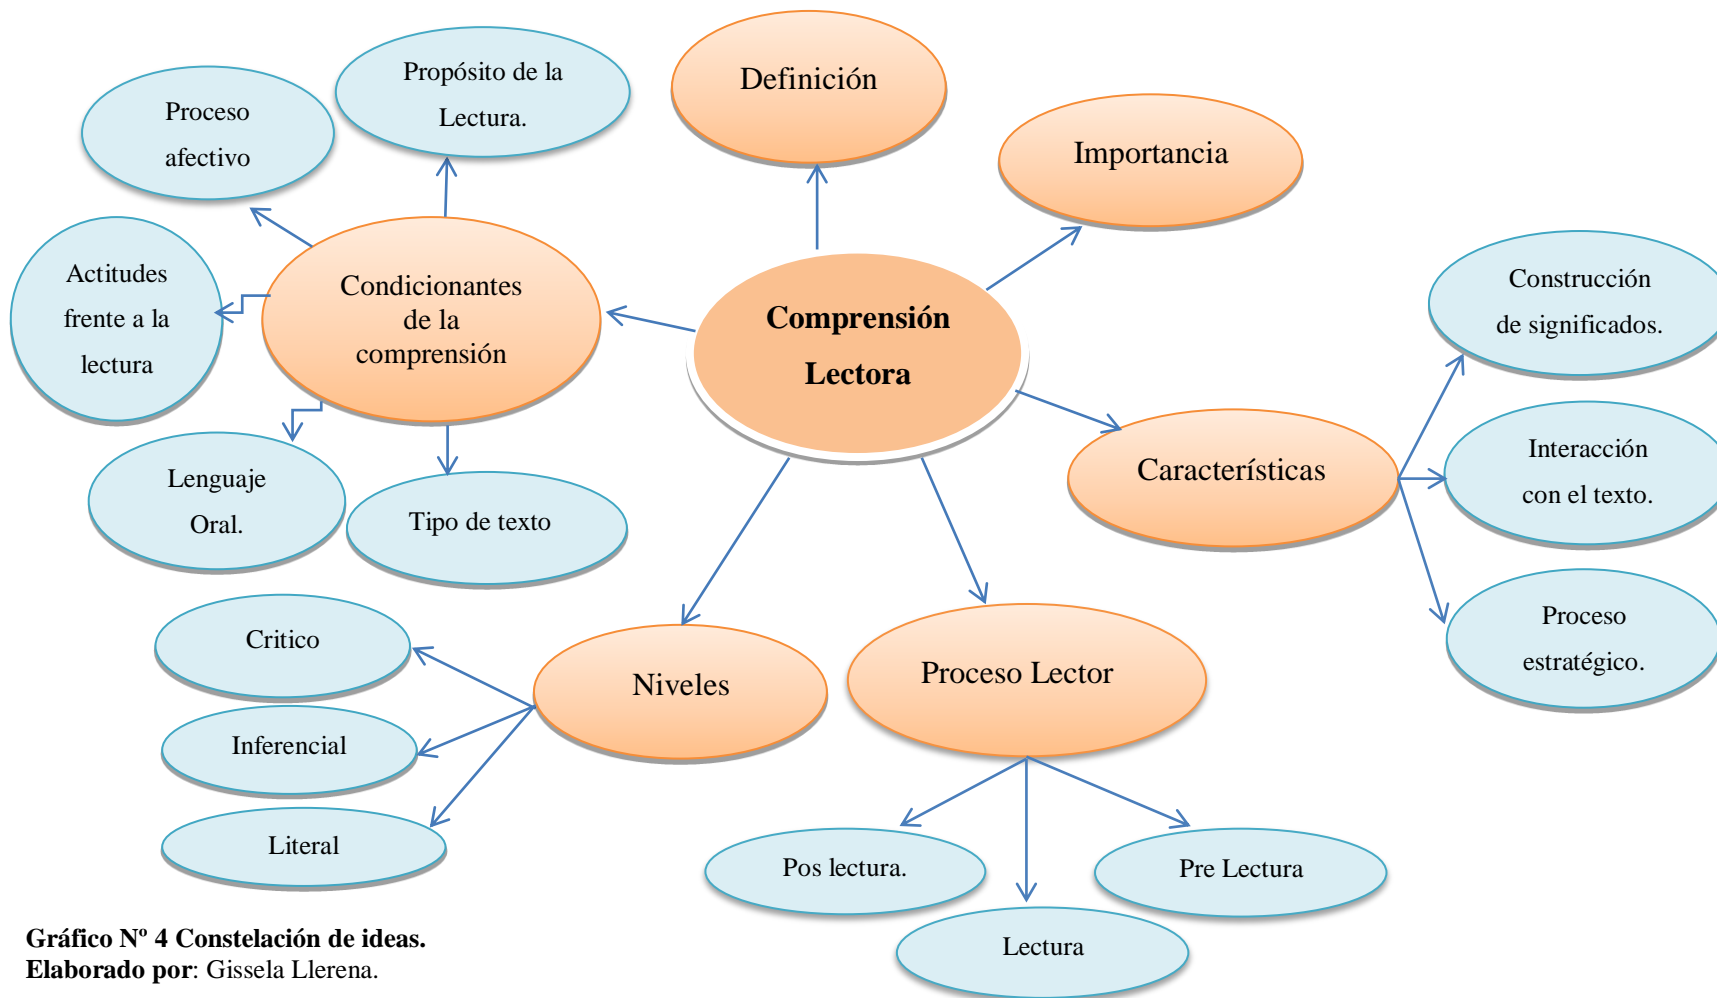 Definición
Importancia
Propósito de la
Lectura.
Proceso
afectivo
Actitudes
frente a la
lectura
Condicionantes
de la
comprensión
Comprensión
Lectora
Construcción
de significados.
Interacción
con el texto.
Proceso
estratégico.
Característícas
Lenguaje
Oral.
Tipo de texto
Critico
Inferencial
Literal
Niveles
Proceso Lector
Pos lectura.
Lectura
Pre Lectura
Gráfico Nº 4 Constelación de ideas.
Elaborado por: Gissela Llerena.